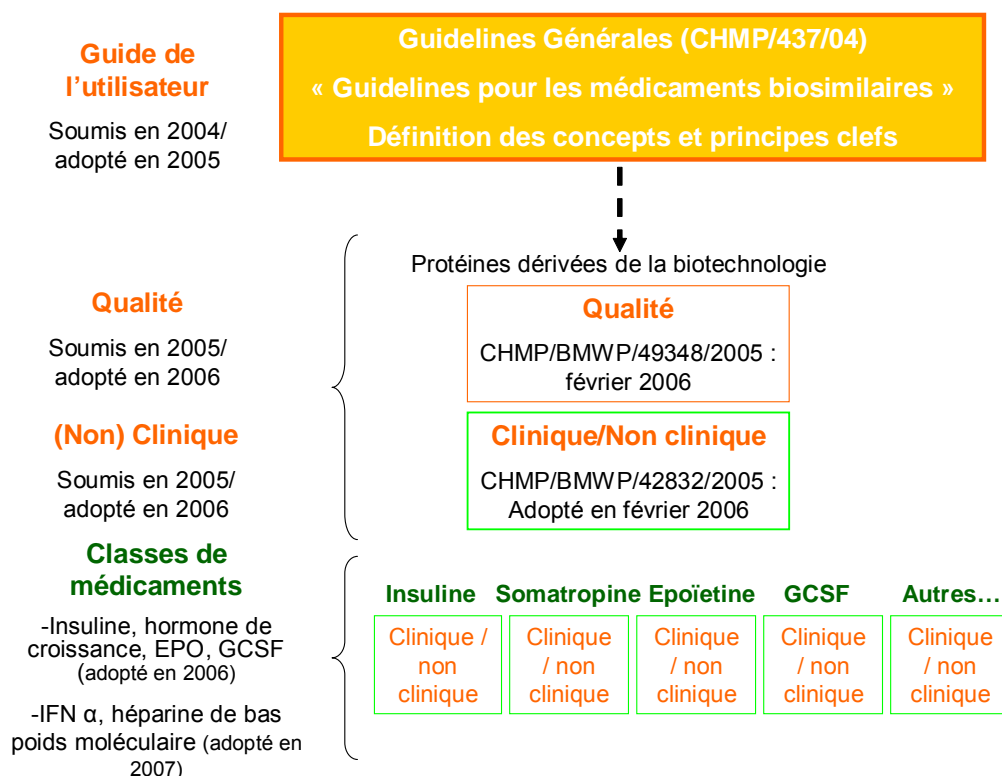 Guide de
l'utilisateur
Soumis en 2004/
adopté en 2005
Guidelines Générales (CHMP/437/04)
« Guidelines pour les médicaments biosimilaires »
Définition des concepts et principes clefs
Protéines dérivées de la biotechnologie
Qualité
Soumis en 2005/
adopté en 2006
Qualité
CHMP/BMWP/49348/2005 :
février 2006
(Non) Clinique
Soumis en 2005/
adopté en 2006
Clinique/Non clinique
CHMP/BMWP/42832/2005 :
Adopté en février 2006
Classes de
médicaments
-Insuline, hormone de
croissance, EPO, GCSF
(adopté en 2006)
-IFN α, héparine de bas
poids moléculaire (adopté en
2007)
Insuline
Clinique /
non
clinique
Somatropine
Clinique
/ non
clinique
Epoïetine
Clinique
/ non
clinique
GCSF
Clinique
/ non
clinique
Autres…
Clinique
/ non
clinique